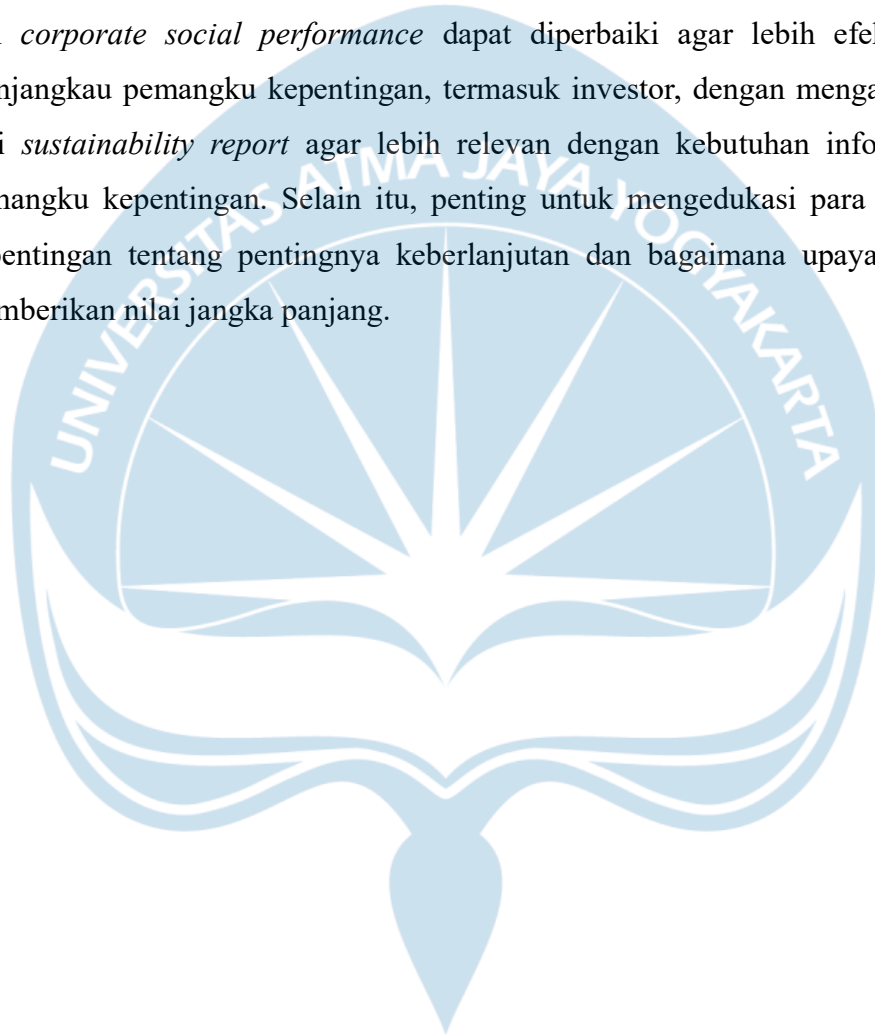 corporate social performance dapat diperbaiki agar lebih efek
njangkau pemangku kepentingan, termasuk investor, dengan menga
i sustainability report agar lebih relevan dengan kebutuhan info
nangku kepentingan. Selain itu, penting untuk mengedukasi para
pentingan tentang pentingnya keberlanjutan dan bagaimana upaya
mberikan nilai jangka panjang.
UNIVERSITAS ATMA JAYA YOGYAKARTA